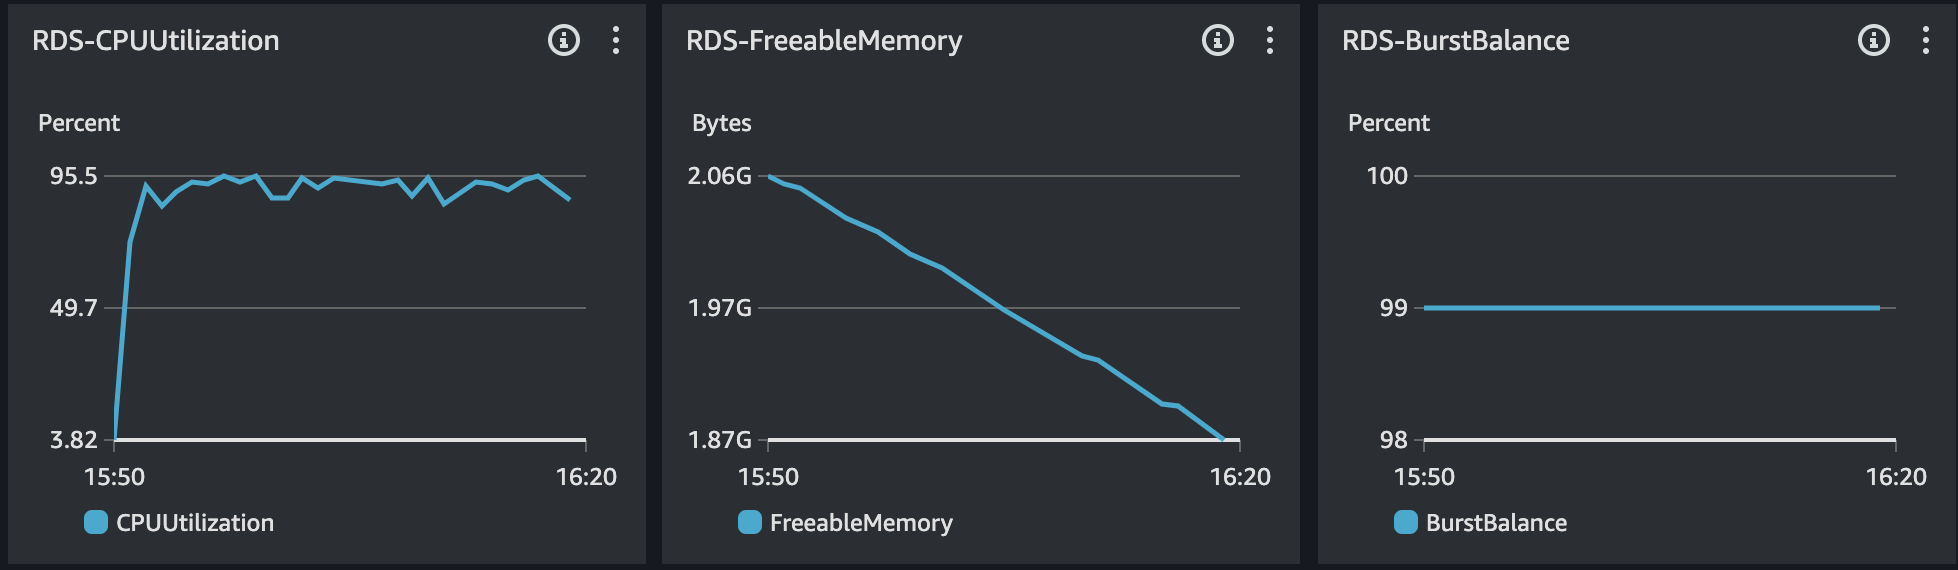 RDS-CPUUtilization
Percent
95.5
49.7
3.82
15:50 16:20
CPUUtilization
RDS-FreeableMemory
Bytes
2.06G
1.97G
1.87G
15:50 16:20
FreeableMemory
RDS-BurstBalance
Percent
100
99
98
15:50 16:20
BurstBalance